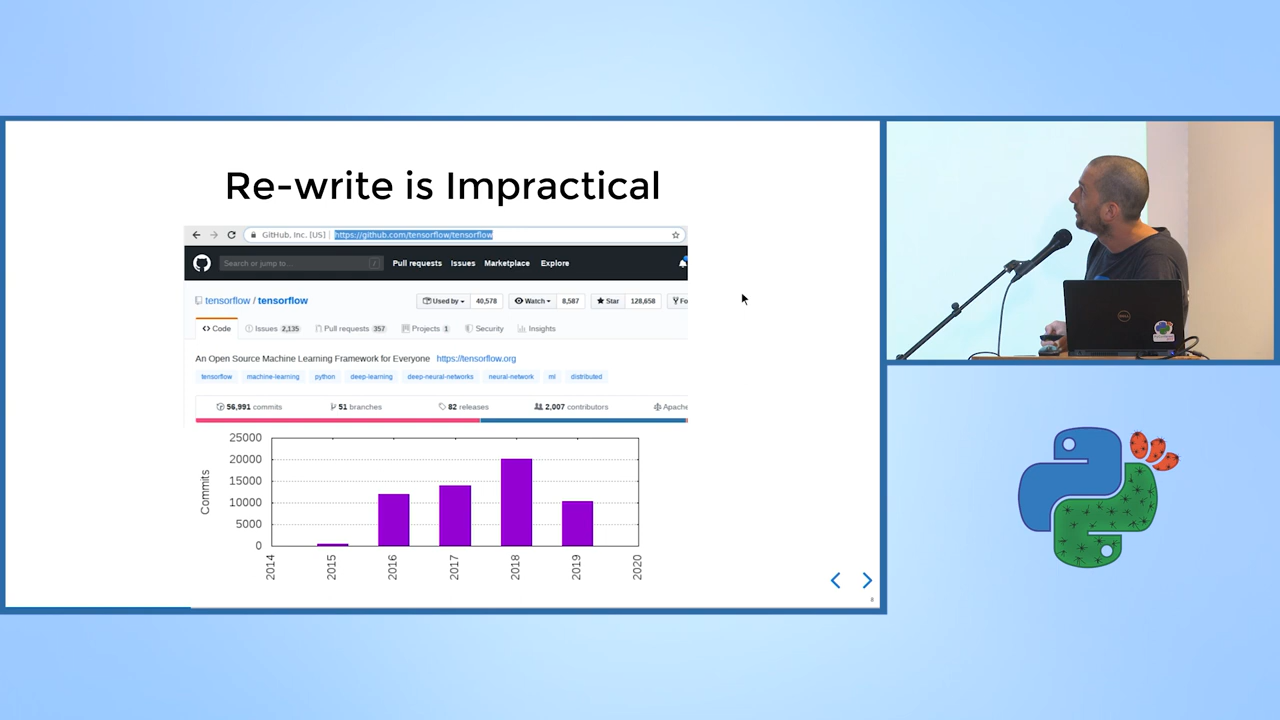 Re-write is Impractical
GitHub, Inc. [US] | https://github.com/tensorflow/tensorflow
Search or jump to... / Pull requests Issues Marketplace Explore
tensorflow / tensorflow Used by 40,578 Watch 8,587 Star 128,658 Fo
Code Issues 2,135 Pull requests 357 Projects 1 Security Insights
An Open Source Machine Learning Framework for Everyone https://tensorflow.org
tensorflow machine-learning python deep-learning deep-neural-networks neural-network ml distributed
56,991 commits 51 branches 82 releases 2,007 contributors Apache
25000
20000
15000
10000
5000
0
Commits
2014 2015 2016 2017 2018 2019 2020
8
DELL